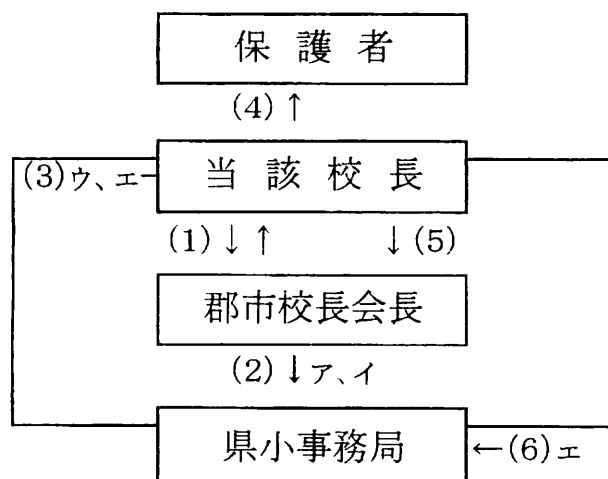 保護者
(4)↑
(3)ウ、エ 当該校長
(1)↓↑ ↓(5)
郡市校長会長
(2)↓ア、イ
県小事務局 ←(6)エ